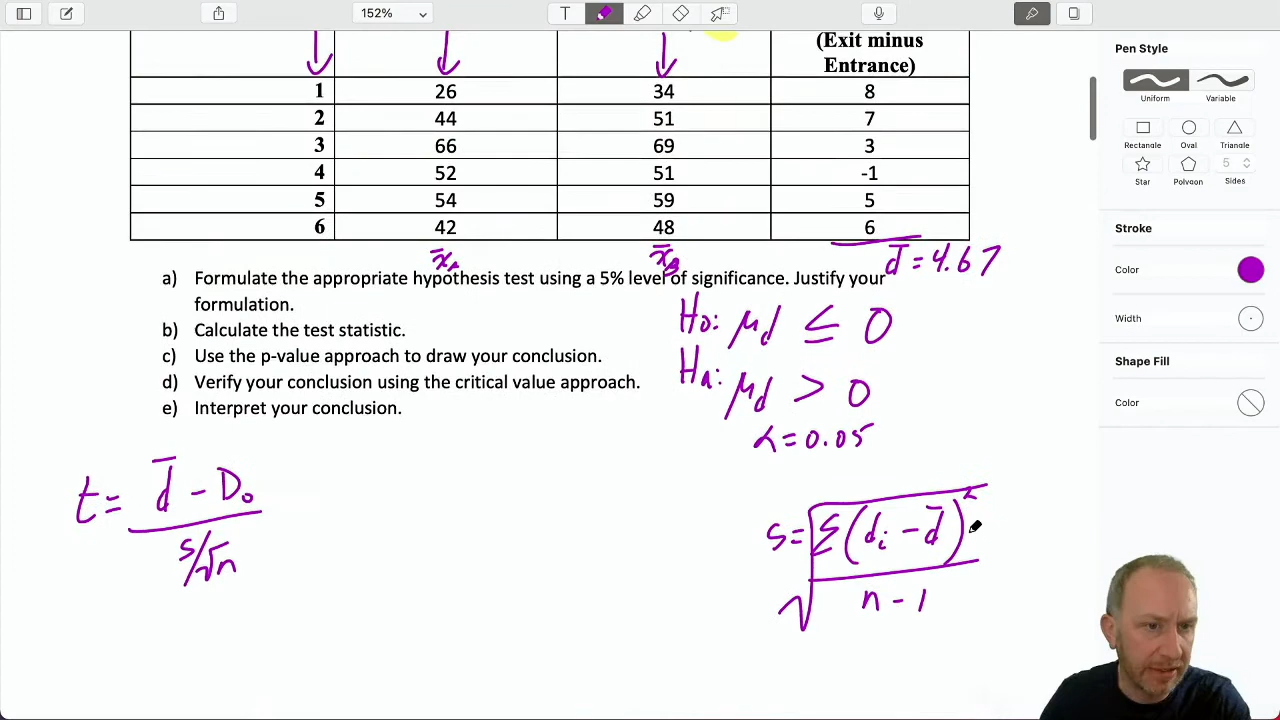 152%
T
Pen Style
Uniform
Variable
Rectangle
Oval
Triangle
Star
Polygon
5
Sides
Stroke
Color
Width
Shape Fill
Color
(Exit minus
Entrance)
1 26 34 8
2 44 51 7
3 66 69 3
4 52 51 -1
5 54 59 5
6 42 48 6
x̄A x̄B d̄ = 4.67
a) Formulate the appropriate hypothesis test using a 5% level of significance. Justify your
formulation.
b) Calculate the test statistic.
c) Use the p-value approach to draw your conclusion.
d) Verify your conclusion using the critical value approach.
e) Interpret your conclusion.
H0: μd ≤ 0
Ha: μd > 0
α = 0.05
t = (d̄ - D0) / (s/√n)
s = √(Σ(di - d̄)² / (n - 1))